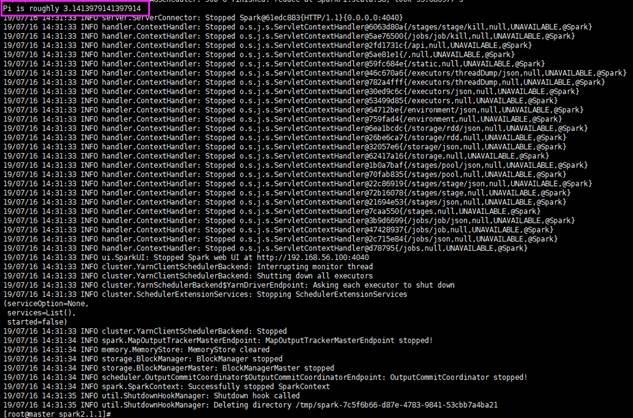 Pi is roughly 3.1413979141397914
19/07/16 14:31:33 INFO server.ServerConnector: Stopped Spark@61edc883{HTTP/1.1}{0.0.0.0:4040}
19/07/16 14:31:33 INFO handler.ContextHandler: Stopped o.s.j.s.ServletContextHandler@6063d80a{/stages/stage/kill,null,UNAVAILABLE,@Spark}
19/07/16 14:31:33 INFO handler.ContextHandler: Stopped o.s.j.s.ServletContextHandler@5ae76500{/jobs/job/kill,null,UNAVAILABLE,@Spark}
19/07/16 14:31:33 INFO handler.ContextHandler: Stopped o.s.j.s.ServletContextHandler@2fd1731c{/api,null,UNAVAILABLE,@Spark}
19/07/16 14:31:33 INFO handler.ContextHandler: Stopped o.s.j.s.ServletContextHandler@5ae81e1{/,null,UNAVAILABLE,@Spark}
19/07/16 14:31:33 INFO handler.ContextHandler: Stopped o.s.j.s.ServletContextHandler@59fc684e{/static,null,UNAVAILABLE,@Spark}
19/07/16 14:31:33 INFO handler.ContextHandler: Stopped o.s.j.s.ServletContextHandler@46c670a6{/executors/threadDump/json,null,UNAVAILABLE,@Spark}
19/07/16 14:31:33 INFO handler.ContextHandler: Stopped o.s.j.s.ServletContextHandler@782a4fff{/executors/threadDump,null,UNAVAILABLE,@Spark}
19/07/16 14:31:33 INFO handler.ContextHandler: Stopped o.s.j.s.ServletContextHandler@30ed9c6c{/executors/json,null,UNAVAILABLE,@Spark}
19/07/16 14:31:33 INFO handler.ContextHandler: Stopped o.s.j.s.ServletContextHandler@53499d85{/executors,null,UNAVAILABLE,@Spark}
19/07/16 14:31:33 INFO handler.ContextHandler: Stopped o.s.j.s.ServletContextHandler@64712be{/environment/json,null,UNAVAILABLE,@Spark}
19/07/16 14:31:33 INFO handler.ContextHandler: Stopped o.s.j.s.ServletContextHandler@759fad4{/environment,null,UNAVAILABLE,@Spark}
19/07/16 14:31:33 INFO handler.ContextHandler: Stopped o.s.j.s.ServletContextHandler@6ea1bcdc{/storage/rdd/json,null,UNAVAILABLE,@Spark}
19/07/16 14:31:33 INFO handler.ContextHandler: Stopped o.s.j.s.ServletContextHandler@26be6ca7{/storage/rdd,null,UNAVAILABLE,@Spark}
19/07/16 14:31:33 INFO handler.ContextHandler: Stopped o.s.j.s.ServletContextHandler@32057e6{/storage/json,null,UNAVAILABLE,@Spark}
19/07/16 14:31:33 INFO handler.ContextHandler: Stopped o.s.j.s.ServletContextHandler@62417a16{/storage,null,UNAVAILABLE,@Spark}
19/07/16 14:31:33 INFO handler.ContextHandler: Stopped o.s.j.s.ServletContextHandler@1b0a7baf{/stages/pool/json,null,UNAVAILABLE,@Spark}
19/07/16 14:31:33 INFO handler.ContextHandler: Stopped o.s.j.s.ServletContextHandler@70fab835{/stages/pool,null,UNAVAILABLE,@Spark}
19/07/16 14:31:33 INFO handler.ContextHandler: Stopped o.s.j.s.ServletContextHandler@22c86919{/stages/stage/json,null,UNAVAILABLE,@Spark}
19/07/16 14:31:33 INFO handler.ContextHandler: Stopped o.s.j.s.ServletContextHandler@72b16078{/stages/stage,null,UNAVAILABLE,@Spark}
19/07/16 14:31:33 INFO handler.ContextHandler: Stopped o.s.j.s.ServletContextHandler@21694e53{/stages/json,null,UNAVAILABLE,@Spark}
19/07/16 14:31:33 INFO handler.ContextHandler: Stopped o.s.j.s.ServletContextHandler@7caa550{/stages,null,UNAVAILABLE,@Spark}
19/07/16 14:31:33 INFO handler.ContextHandler: Stopped o.s.j.s.ServletContextHandler@3b9d6699{/jobs/job/json,null,UNAVAILABLE,@Spark}
19/07/16 14:31:33 INFO handler.ContextHandler: Stopped o.s.j.s.ServletContextHandler@47428937{/jobs/job,null,UNAVAILABLE,@Spark}
19/07/16 14:31:33 INFO handler.ContextHandler: Stopped o.s.j.s.ServletContextHandler@2c715e84{/jobs/json,null,UNAVAILABLE,@Spark}
19/07/16 14:31:33 INFO handler.ContextHandler: Stopped o.s.j.s.ServletContextHandler@d78795{/jobs,null,UNAVAILABLE,@Spark}
19/07/16 14:31:33 INFO ui.SparkUI: Stopped Spark web UI at http://192.168.56.100:4040
19/07/16 14:31:33 INFO cluster.YarnClientSchedulerBackend: Interrupting monitor thread
19/07/16 14:31:33 INFO cluster.YarnClientSchedulerBackend: Shutting down all executors
19/07/16 14:31:33 INFO cluster.YarnSchedulerBackend$YarnDriverEndpoint: Asking each executor to shut down
19/07/16 14:31:33 INFO cluster.SchedulerExtensionServices: Stopping SchedulerExtensionServices
(serviceOption=None,
services=List(),
started=false)
19/07/16 14:31:33 INFO cluster.YarnClientSchedulerBackend: Stopped
19/07/16 14:31:34 INFO spark.MapOutputTrackerMasterEndpoint: MapOutputTrackerMasterEndpoint stopped!
19/07/16 14:31:34 INFO memory.MemoryStore: MemoryStore cleared
19/07/16 14:31:34 INFO storage.BlockManager: BlockManager stopped
19/07/16 14:31:34 INFO storage.BlockManagerMaster: BlockManagerMaster stopped
19/07/16 14:31:34 INFO scheduler.OutputCommitCoordinator$OutputCommitCoordinatorEndpoint: OutputCommitCoordinator stopped!
19/07/16 14:31:34 INFO spark.SparkContext: Successfully stopped SparkContext
19/07/16 14:31:35 INFO util.ShutdownHookManager: Shutdown hook called
19/07/16 14:31:35 INFO util.ShutdownHookManager: Deleting directory /tmp/spark-7c5f6b66-d87e-4783-9841-53cbb7a4ba21
[root@master spark2.1.1]#